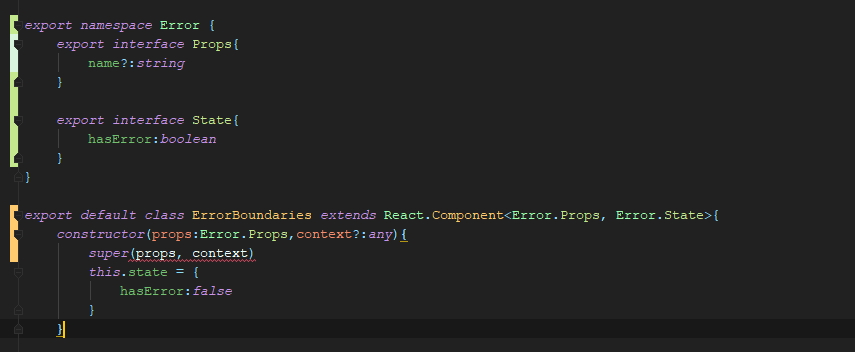 export namespace Error {
    export interface Props{
        name?:string
    }

    export interface State{
        hasError:boolean
    }
}

export default class ErrorBoundaries extends React.Component<Error.Props, Error.State>{
    constructor(props:Error.Props,context?:any){
        super(props, context)
        this.state = {
            hasError:false
        }
    }